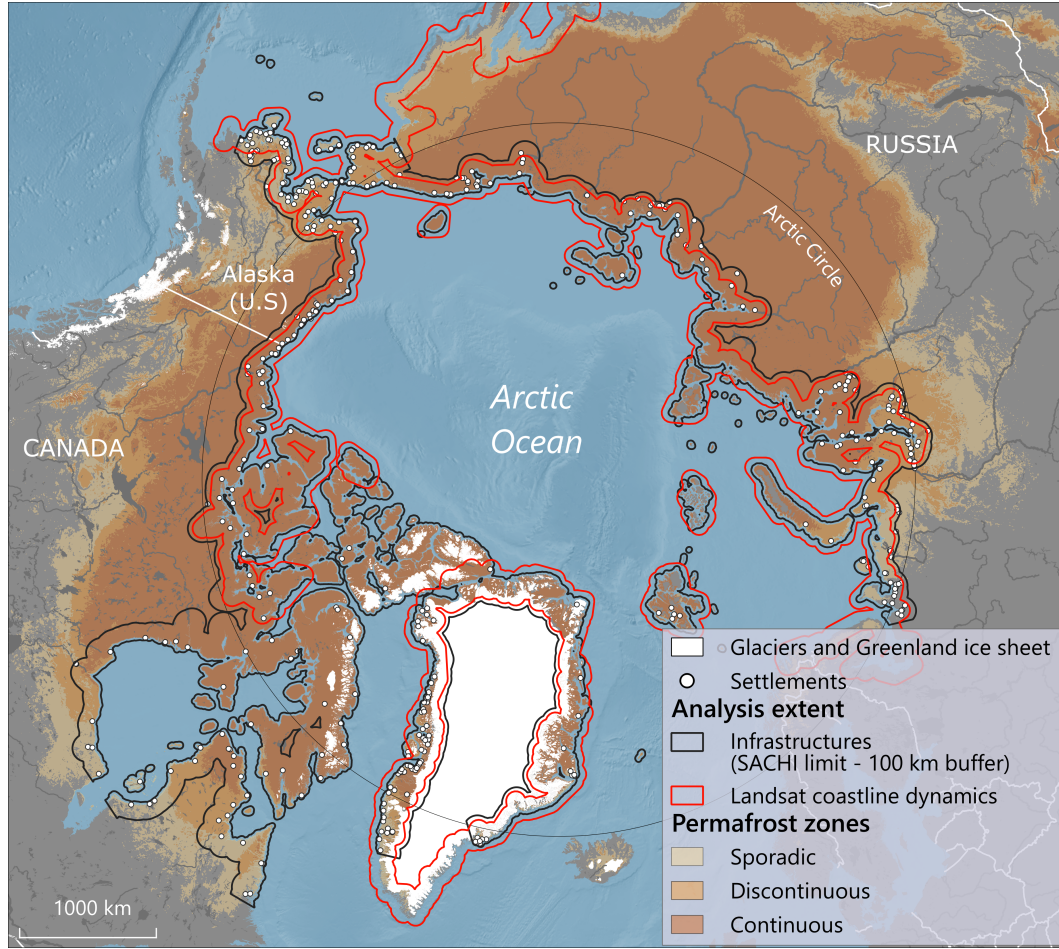 RUSSIA
Arctic Circle
Alaska
(U.S)
Arctic
Ocean
CANADA
Glaciers and Greenland ice sheet
Settlements
Analysis extent
Infrastructures
(SACHI limit - 100 km buffer)
Landsat coastline dynamics
Permafrost zones
Sporadic
Discontinuous
Continuous
1000 km